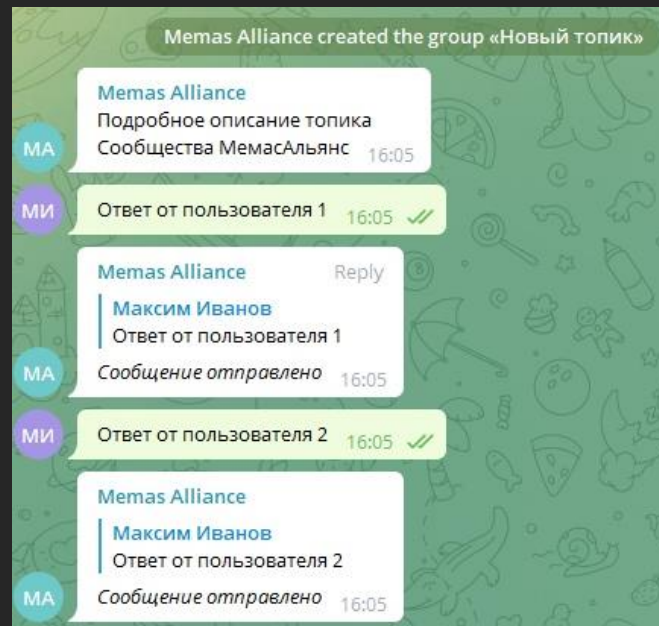 Memas Alliance created the group «Новый топик»
Memas Alliance
Подробное описание топика
Сообщества МемасАльянс 16:05
МА
МИ
Ответ от пользователя 1 16:05
Memas Alliance Reply
Максим Иванов
Ответ от пользователя 1
Сообщение отправлено 16:05
МА
МИ
Ответ от пользователя 2 16:05
Memas Alliance
Максим Иванов
Ответ от пользователя 2
Сообщение отправлено 16:05
МА